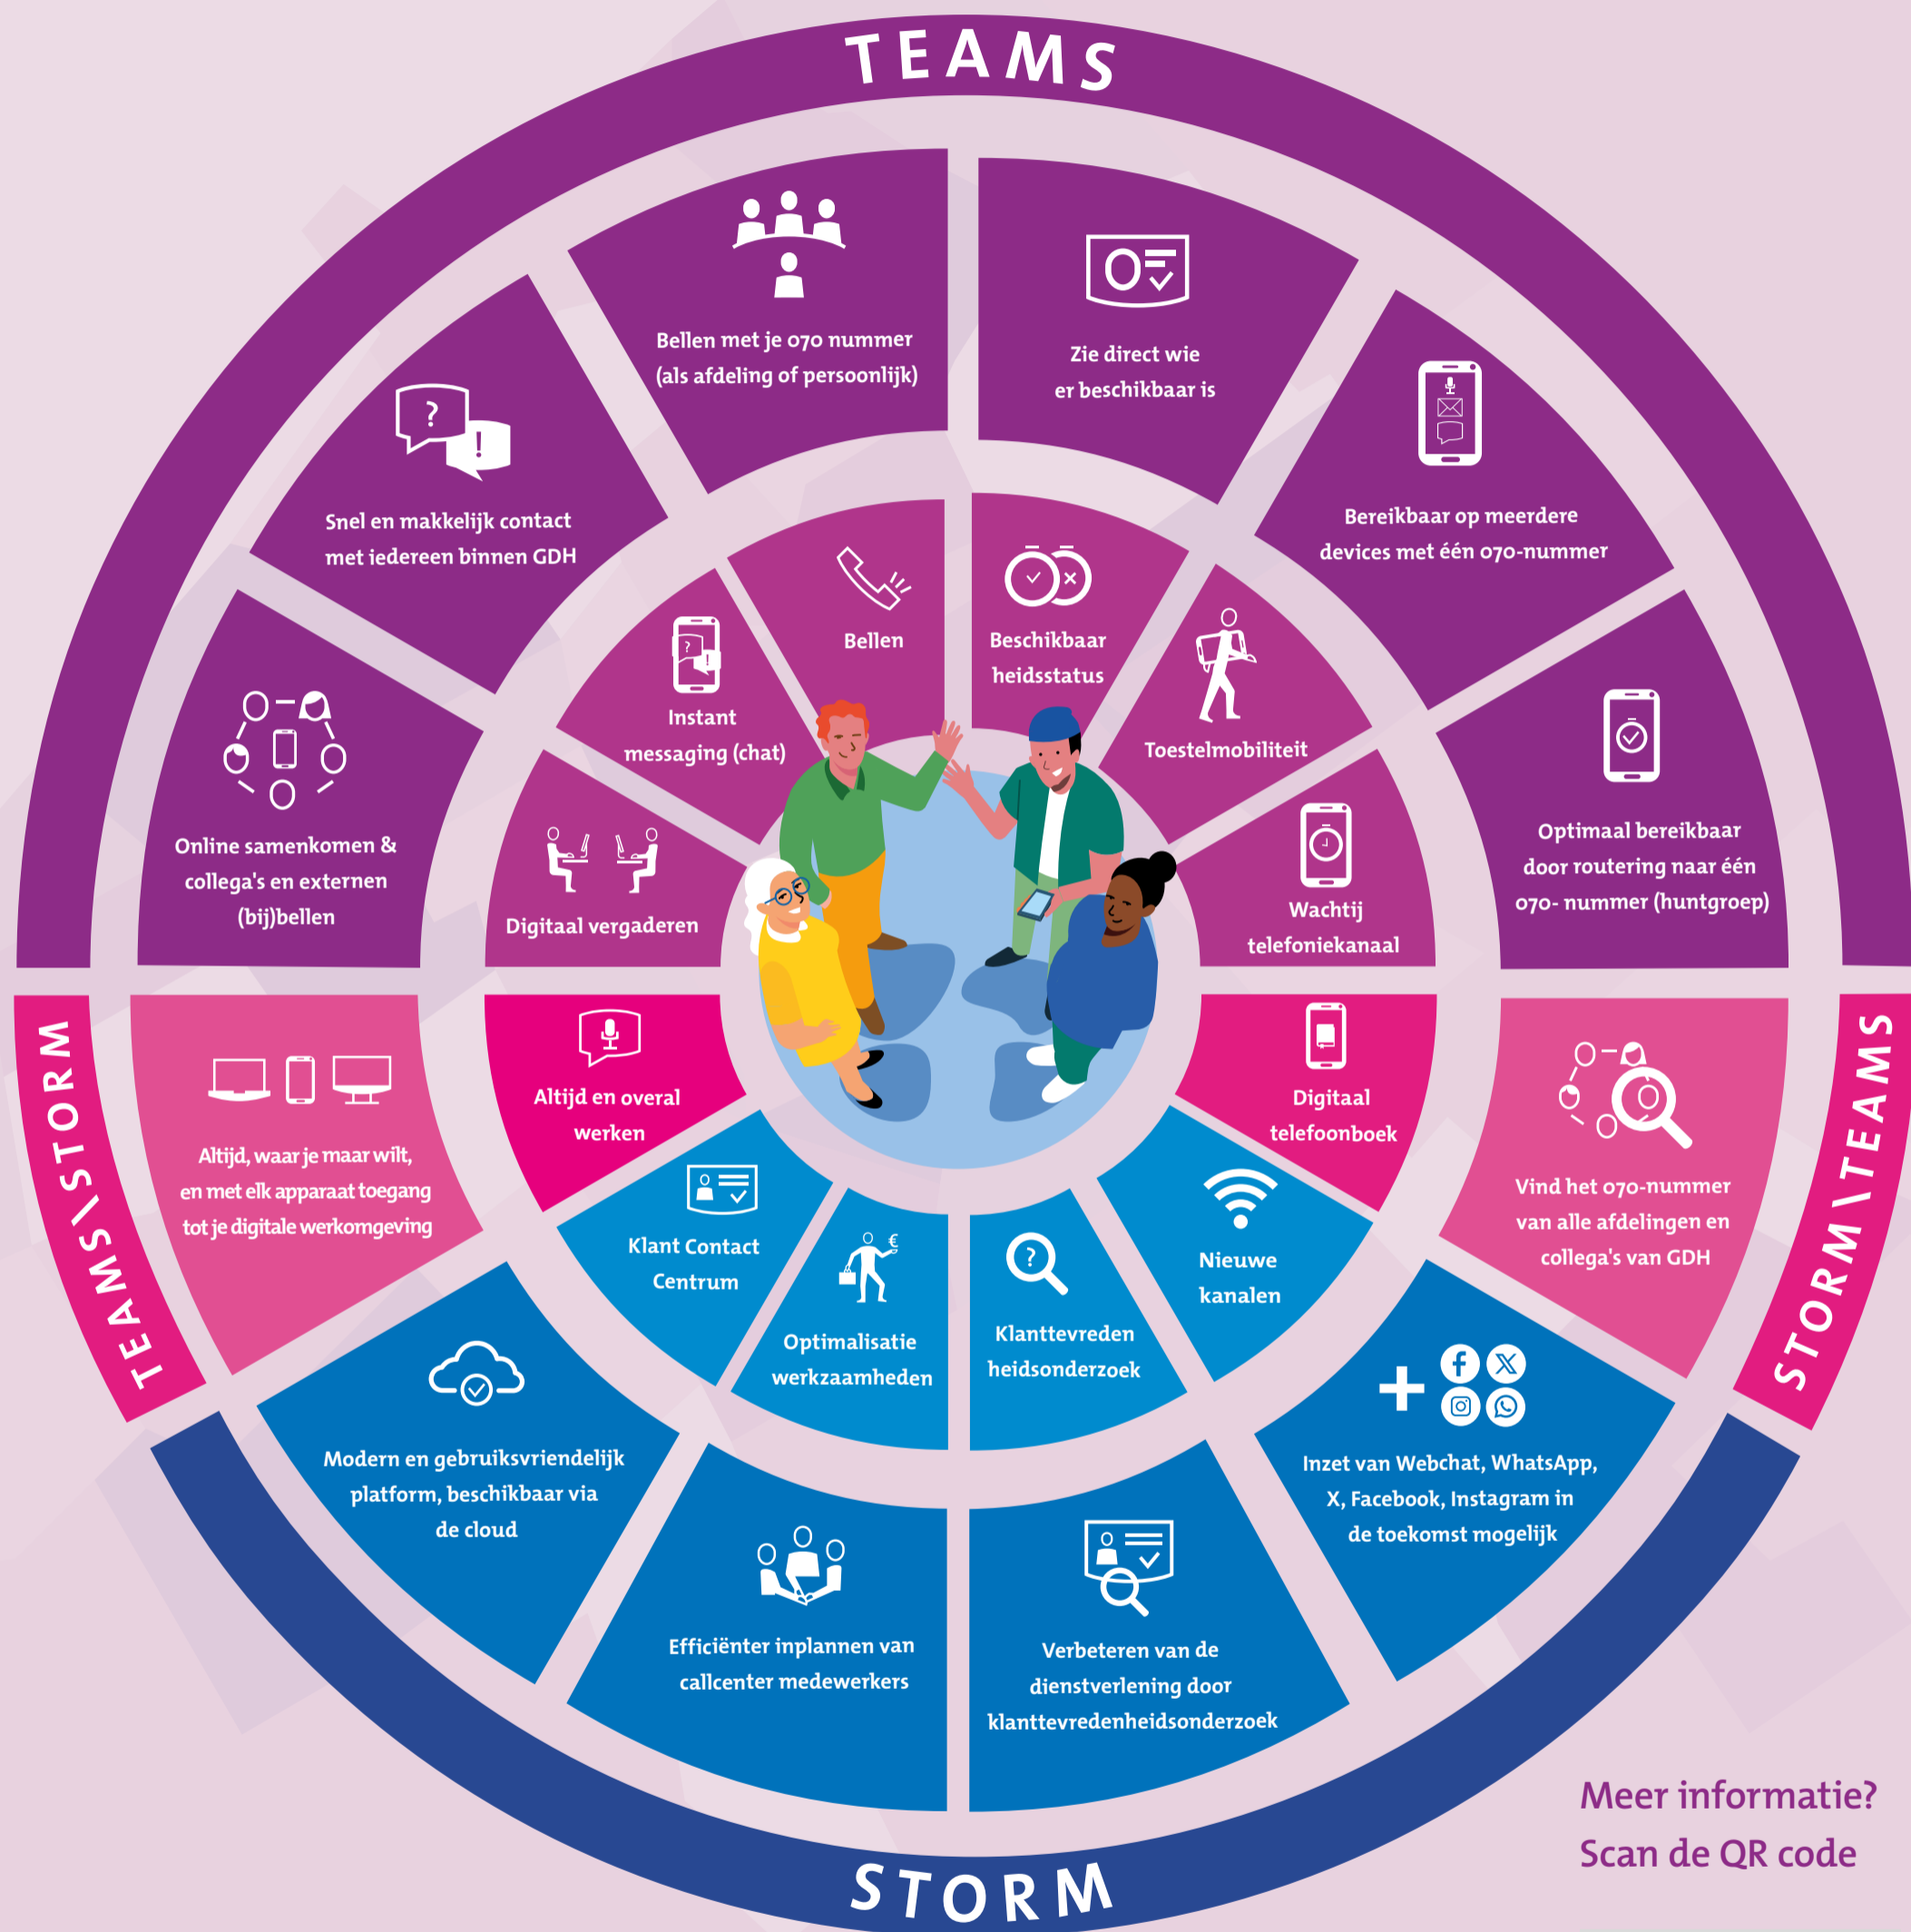 TEAMS
Bellen met je 070 nummer
(als afdeling of persoonlijk)
Zie direct wie
er beschikbaar is
Snel en makkelijk contact
met iedereen binnen GDH
Bereikbaar op meerdere
devices met één 070-nummer
Online samenkomen &
collega's en externen
(bij)bellen
Optimaal bereikbaar
door routering naar één
070- nummer (huntgroep)
Bellen
Beschikbaar
heidsstatus
?
!
Instant
messaging (chat)
?
!
Toestelmobiliteit
Digitaal vergaderen
Wachtij
telefoniekanaal
TEAMS\STORM
Altijd, waar je maar wilt,
en met elk apparaat toegang
tot je digitale werkomgeving
Altijd en overal
werken
Digitaal
telefoonboek
Vind het 070-nummer
van alle afdelingen en
collega's van GDH
STORM\TEAMS
Klant Contact
Centrum
€
Optimalisatie
werkzaamheden
?
Klanttevreden
heidsonderzoek
Nieuwe
kanalen
Modern en gebruiksvriendelijk
platform, beschikbaar via
de cloud
Efficiënter inplannen van
callcenter medewerkers
Verbeteren van de
dienstverlening door
klanttevredenheidsonderzoek
+
Inzet van Webchat, WhatsApp,
X, Facebook, Instagram in
de toekomst mogelijk
STORM
Meer informatie?
Scan de QR code